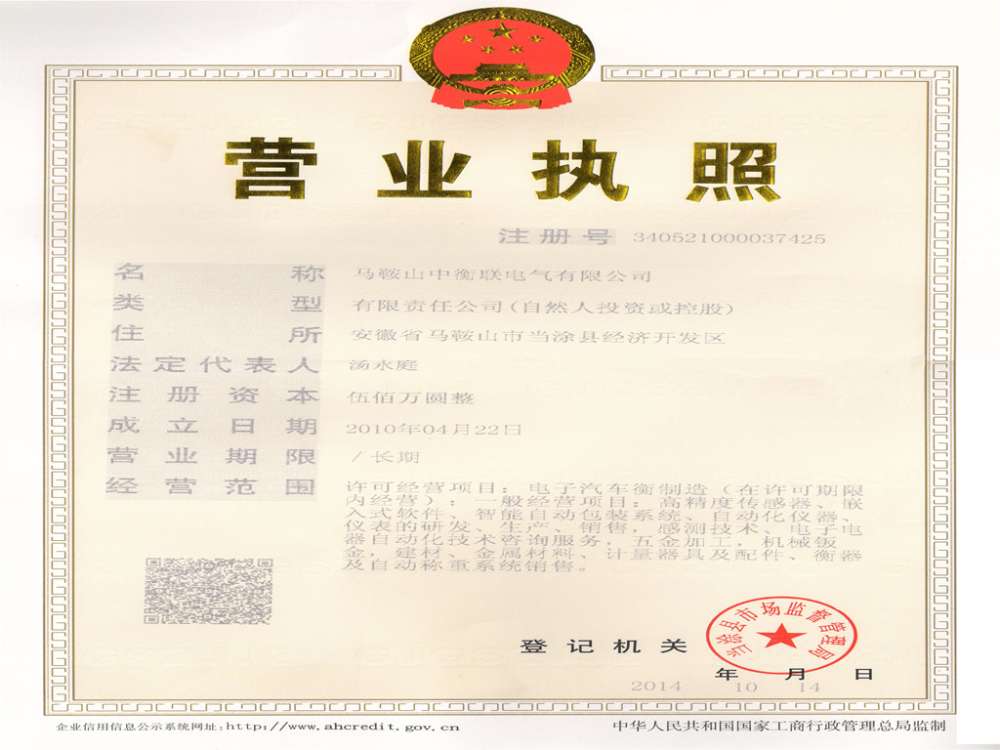 营业执照
注册号 340521000037425
名称 马鞍山中衡联电气有限公司
类型 有限责任公司(自然人投资或控股)
住所 安徽省马鞍山市当涂县经济开发区
法定代表人 汤水庭
注册资本 伍佰万圆整
成立日期 2010年04月22日
营业期限 /长期
经营范围 许可经营项目：电子汽车衡制造（在许可期限
内经营）；一般经营项目：高精度传感器、嵌
入式软件、智能自动包装系统、自动化仪器、
仪表的研发、生产、销售，感测技术、电子电
器自动化技术咨询服务，五金加工，机械钣
金，建材、金属材料、计量器具及配件、衡器
及自动称重系统销售。
登记机关
当涂县市场监督管理局
年 月 日
2014 10 14
企业信用信息公示系统网址:http://www.ahcredit.gov.cn
中华人民共和国国家工商行政管理总局监制